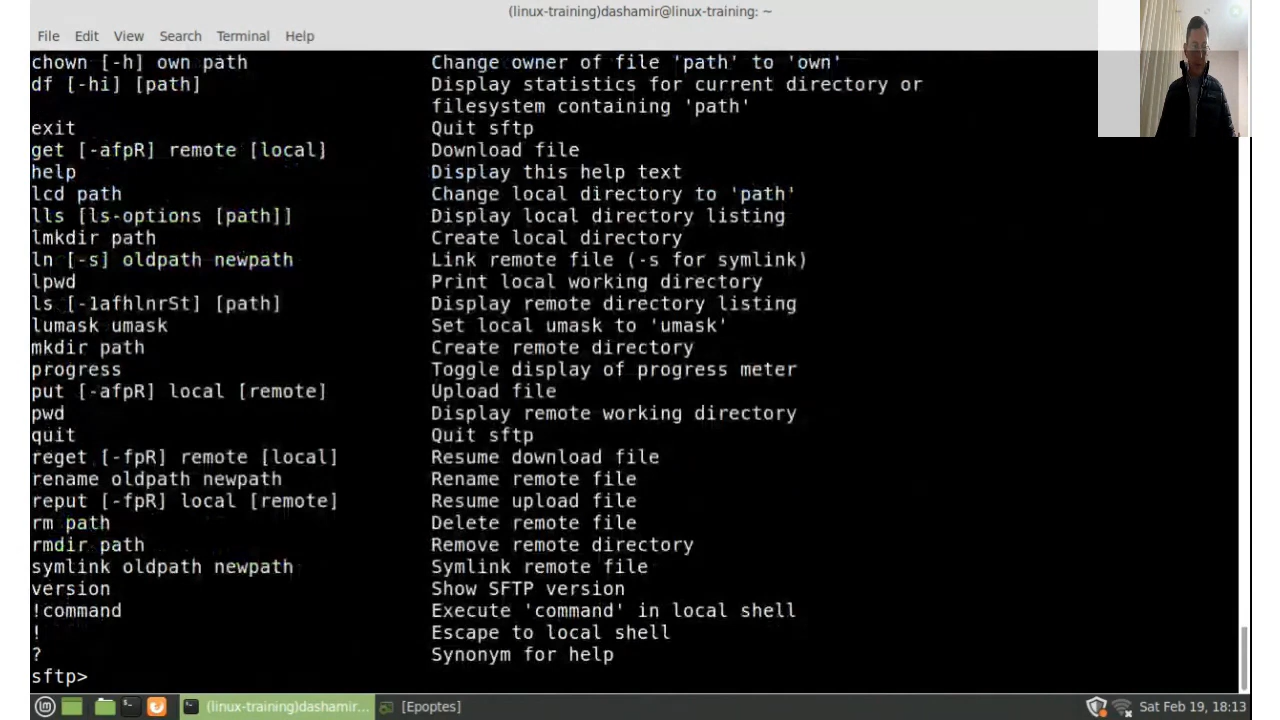 (linux-training)dashamir@linux-training: ~
File Edit View Search Terminal Help
chown [-h] own path Change owner of file 'path' to 'own'
df [-hi] [path] Display statistics for current directory or
filesystem containing 'path'
exit Quit sftp
get [-afpR] remote [local] Download file
help Display this help text
lcd path Change local directory to 'path'
lls [ls-options [path]] Display local directory listing
lmkdir path Create local directory
ln [-s] oldpath newpath Link remote file (-s for symlink)
lpwd Print local working directory
ls [-1afhlnrSt] [path] Display remote directory listing
lumask umask Set local umask to 'umask'
mkdir path Create remote directory
progress Toggle display of progress meter
put [-afpR] local [remote] Upload file
pwd Display remote working directory
quit Quit sftp
reget [-fpR] remote [local] Resume download file
rename oldpath newpath Rename remote file
reput [-fpR] local [remote] Resume upload file
rm path Delete remote file
rmdir path Remove remote directory
symlink oldpath newpath Symlink remote file
version Show SFTP version
!command Execute 'command' in local shell
! Escape to local shell
? Synonym for help
sftp>
(linux-training)dashamir... [Epoptes] Sat Feb 19, 18:13